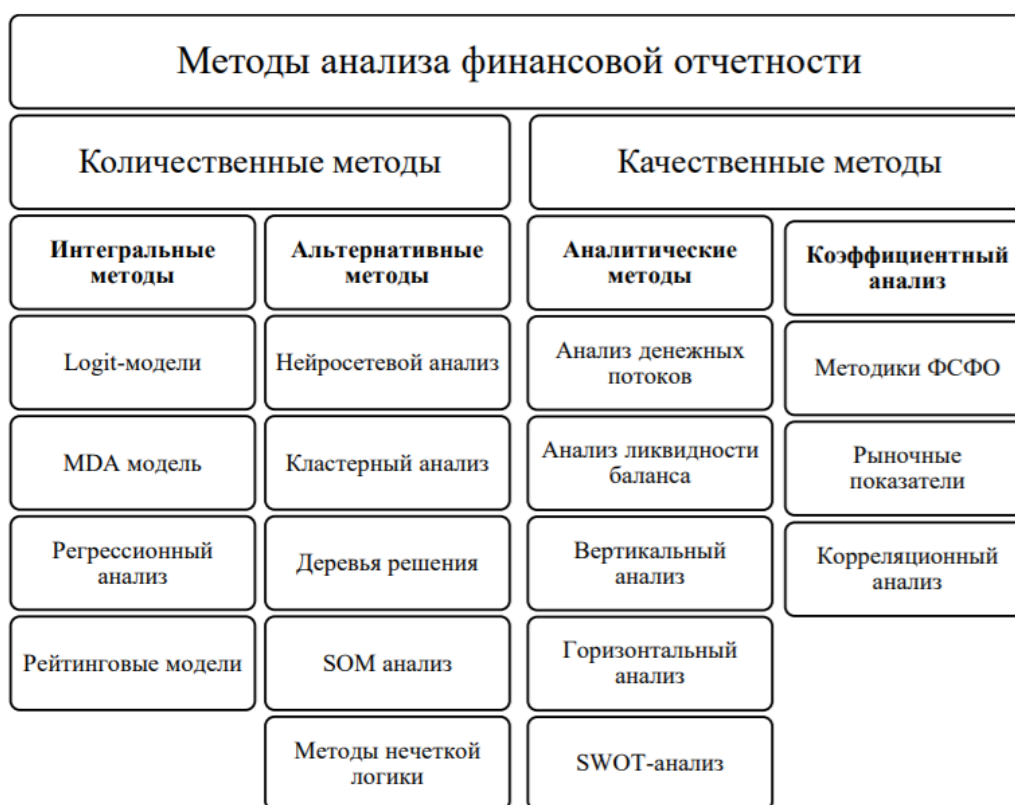 Методы анализа финансовой отчетности
Количественные методы
Качественные методы
Интегральные
методы
Альтернативные
методы
Аналитические
методы
Коэффициентный
анализ
Logit-модели
Нейросетевой анализ
Анализ денежных
потоков
Методики ФСФО
MDA модель
Кластерный анализ
Анализ ликвидности
баланса
Рыночные
показатели
Регрессионный
анализ
Деревья решения
Вертикальный
анализ
Корреляционный
анализ
Рейтинговые модели
SOM анализ
Горизонтальный
анализ
Методы нечеткой
логики
SWOT-анализ